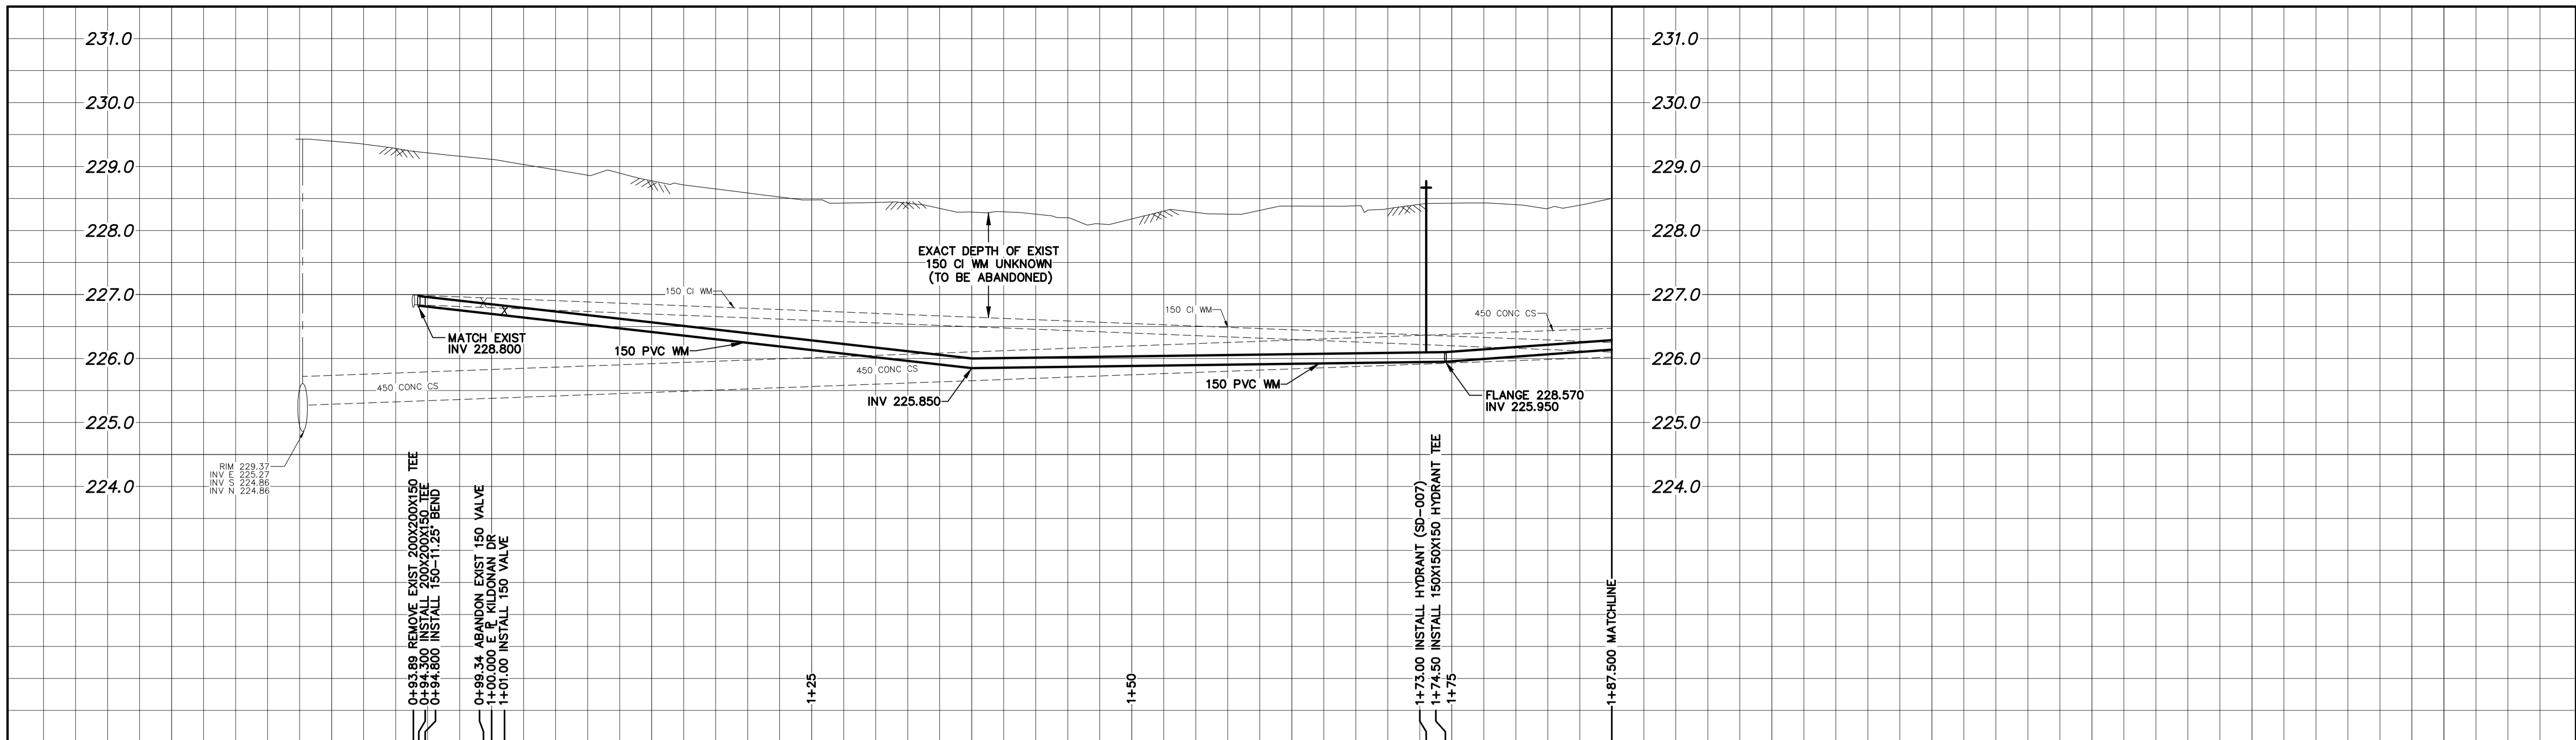 231.0
231.0
230.0
230.0
229.0
229.0
228.0
228.0
EXACT DEPTH OF EXIST
150 CI WM UNKNOWN
(TO BE ABANDONED)
227.0
227.0
150 CI WM
150 CI WM
450 CONC CS
MATCH EXIST
INV 228.800
150 PVC WM
226.0
226.0
450 CONC CS
450 CONC CS
150 PVC WM
INV 225.850
FLANGE 228.570
INV 225.950
225.0
225.0
RIM 229.37
INV E 225.27
INV S 224.86
INV N 224.86
224.0
224.0
0+93.89 REMOVE EXIST 200X200X150 TEE
0+94.300 INSTALL 200X200X150 TEE
0+94.800 INSTALL 150-11.25° BEND
0+99.34 ABANDON EXIST 150 VALVE
1+00.000 E PL KILDONAN DR
1+01.00 INSTALL 150 VALVE
1+25
1+50
1+73.00 INSTALL HYDRANT (SD-007)
1+74.50 INSTALL 150X150X150 HYDRANT TEE
1+75
1+87.500 MATCHLINE